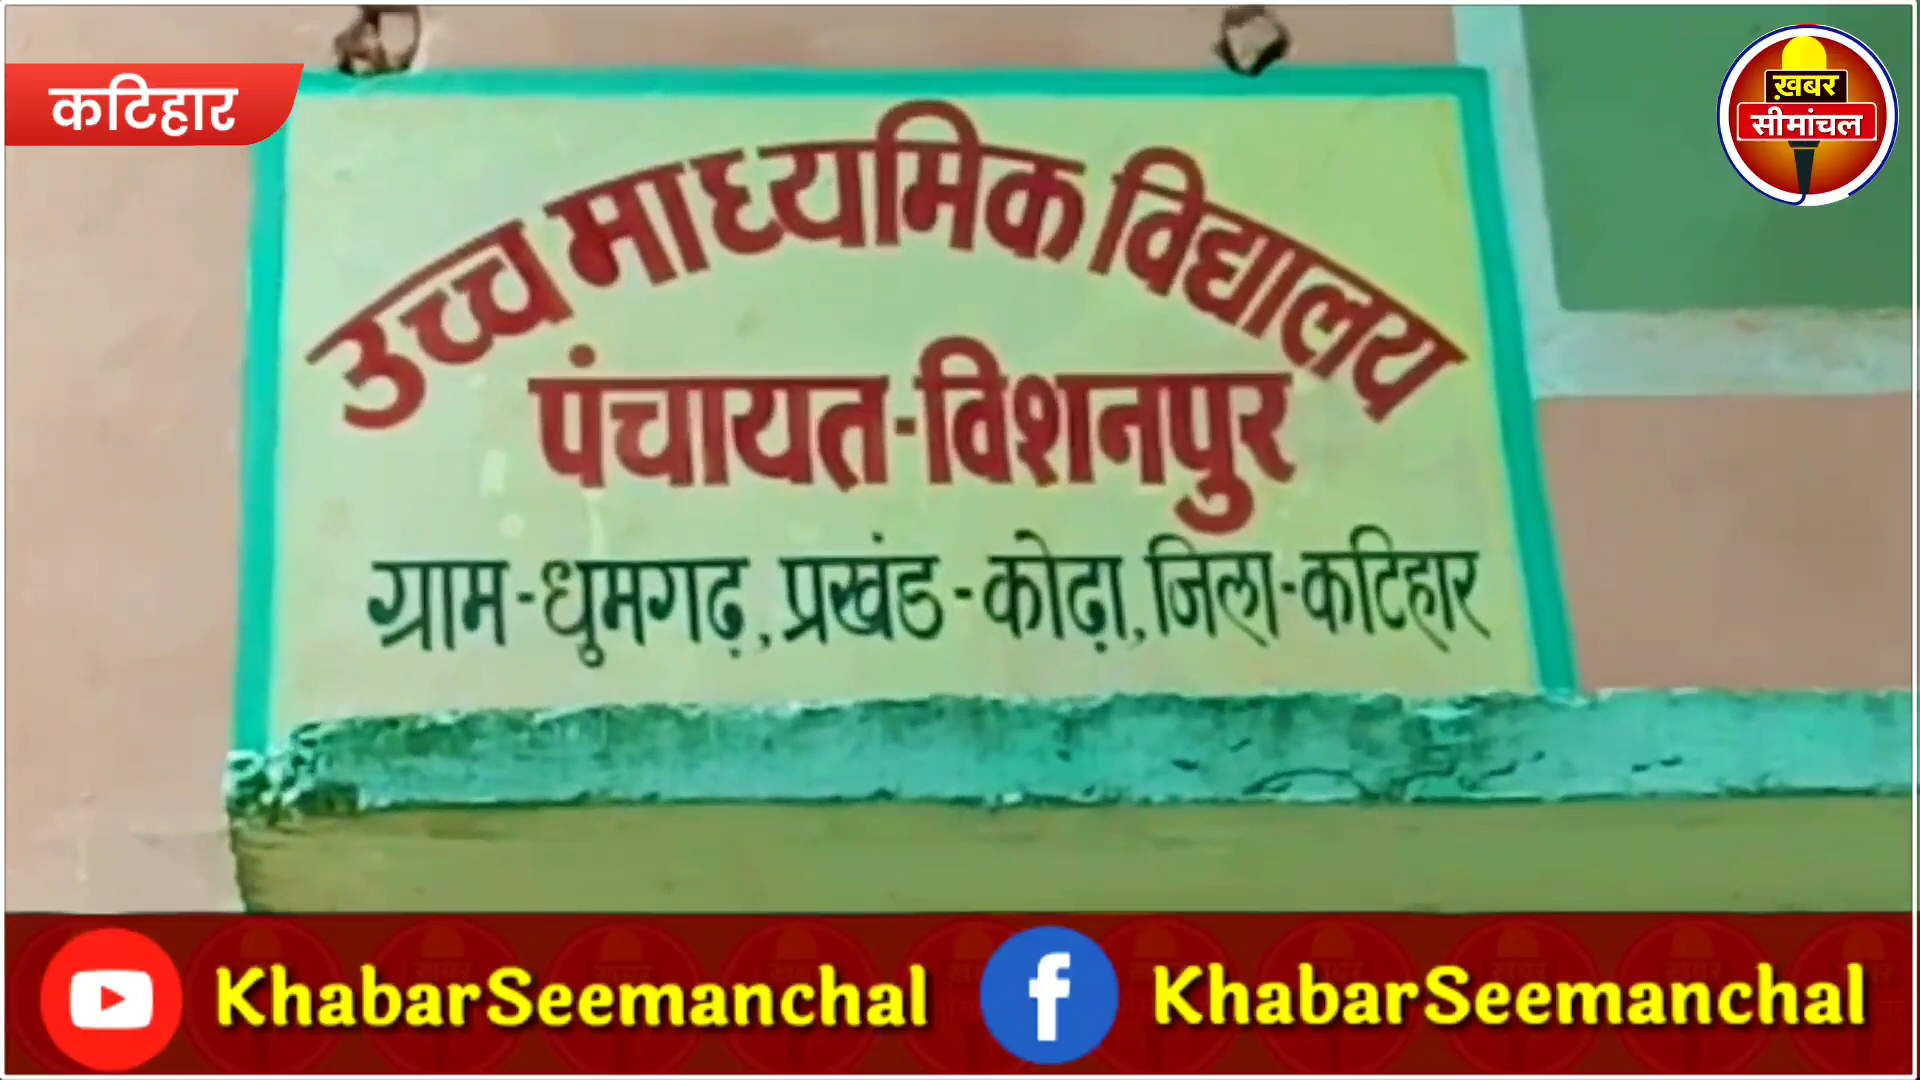 कटिहार
ख़बर
सीमांचल
उच्च माध्यमिक विद्यालय
पंचायत-विशनपुर
ग्राम-धुमगढ़, प्रखंड-कोढ़ा, जिला-कटिहार
KhabarSeemanchal
KhabarSeemanchal